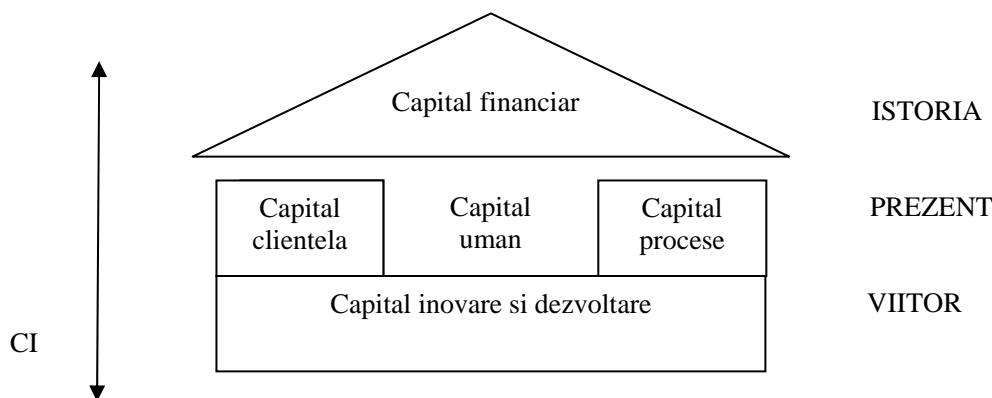 Capital financiar
ISTORIA
Capital
clientela
Capital
uman
Capital
procese
PREZENT
Capital inovare si dezvoltare
VIITOR
CI